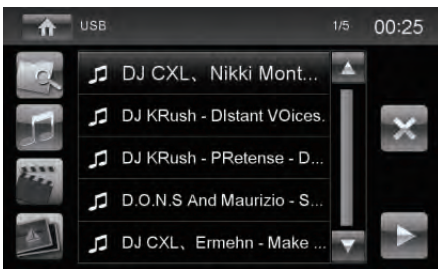 USB 1/5 00:25
DJ CXL、Nikki Mont...
DJ KRush - DIstant VOices.
DJ KRush - PRetense - D...
D.O.N.S And Maurizio - S...
DJ CXL、Ermehn - Make ...